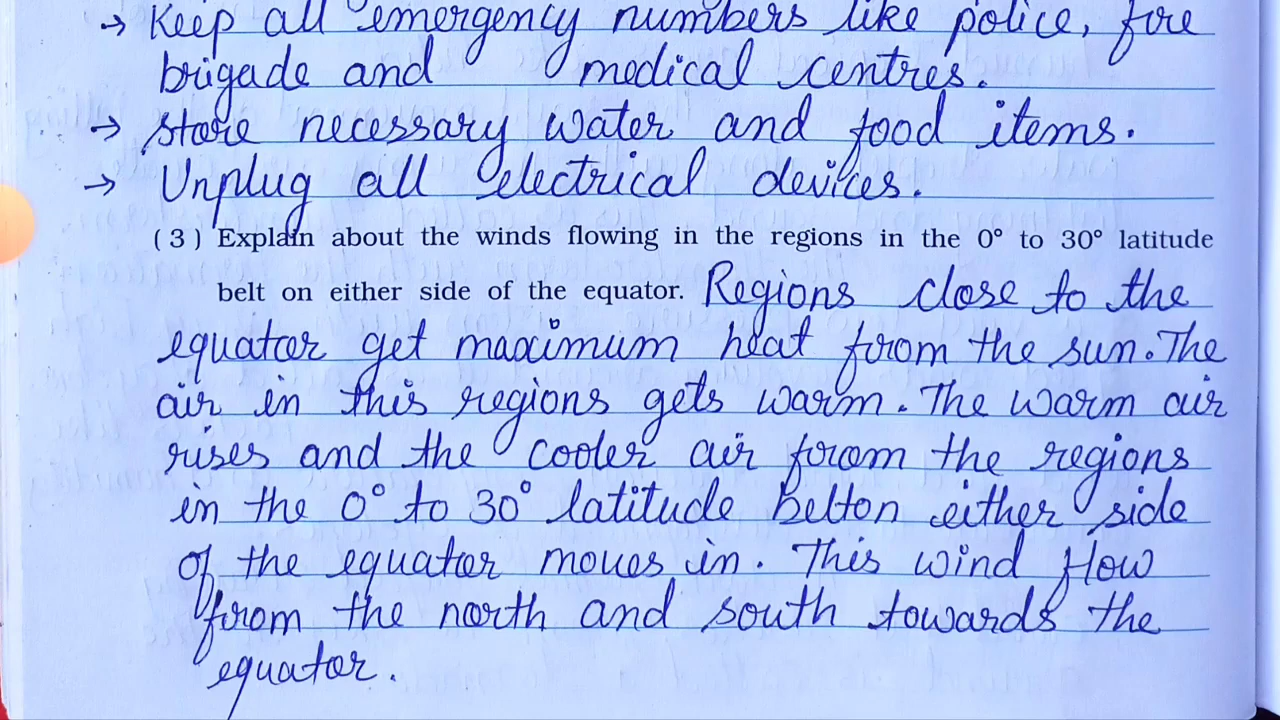 → Keep all emergency numbers like police, fire
brigade and medical centres.
→ store necessary water and food items.
→ Unplug all electrical devices.
(3) Explain about the winds flowing in the regions in the 0° to 30° latitude
belt on either side of the equator. Regions close to the
equator get maximum heat from the sun. The
air in this regions gets warm. The warm air
rises and the cooler air from the regions
in the 0° to 30° latitude belton either side
of the equator moves in. This wind flow
from the north and south towards the
equator.